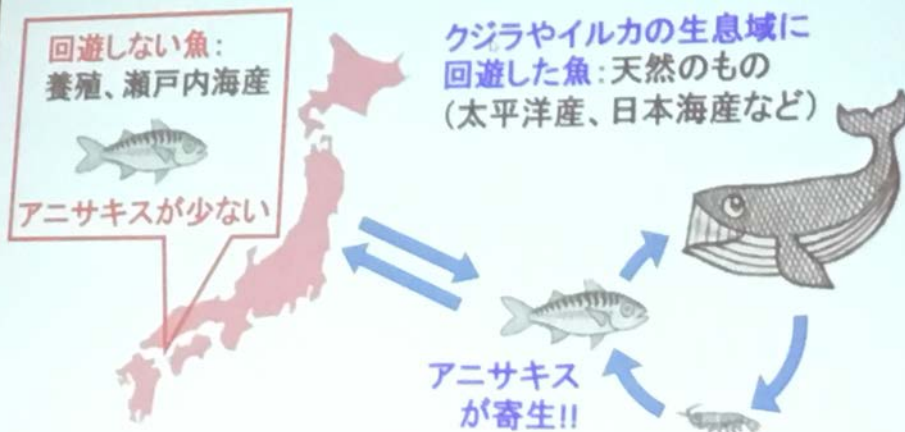 回遊しない魚:
養殖、瀬戸内海産
アニサキスが少ない
クジラやイルカの生息域に
回遊した魚:天然のもの
(太平洋産、日本海産など)
アニサキス
が寄生!!